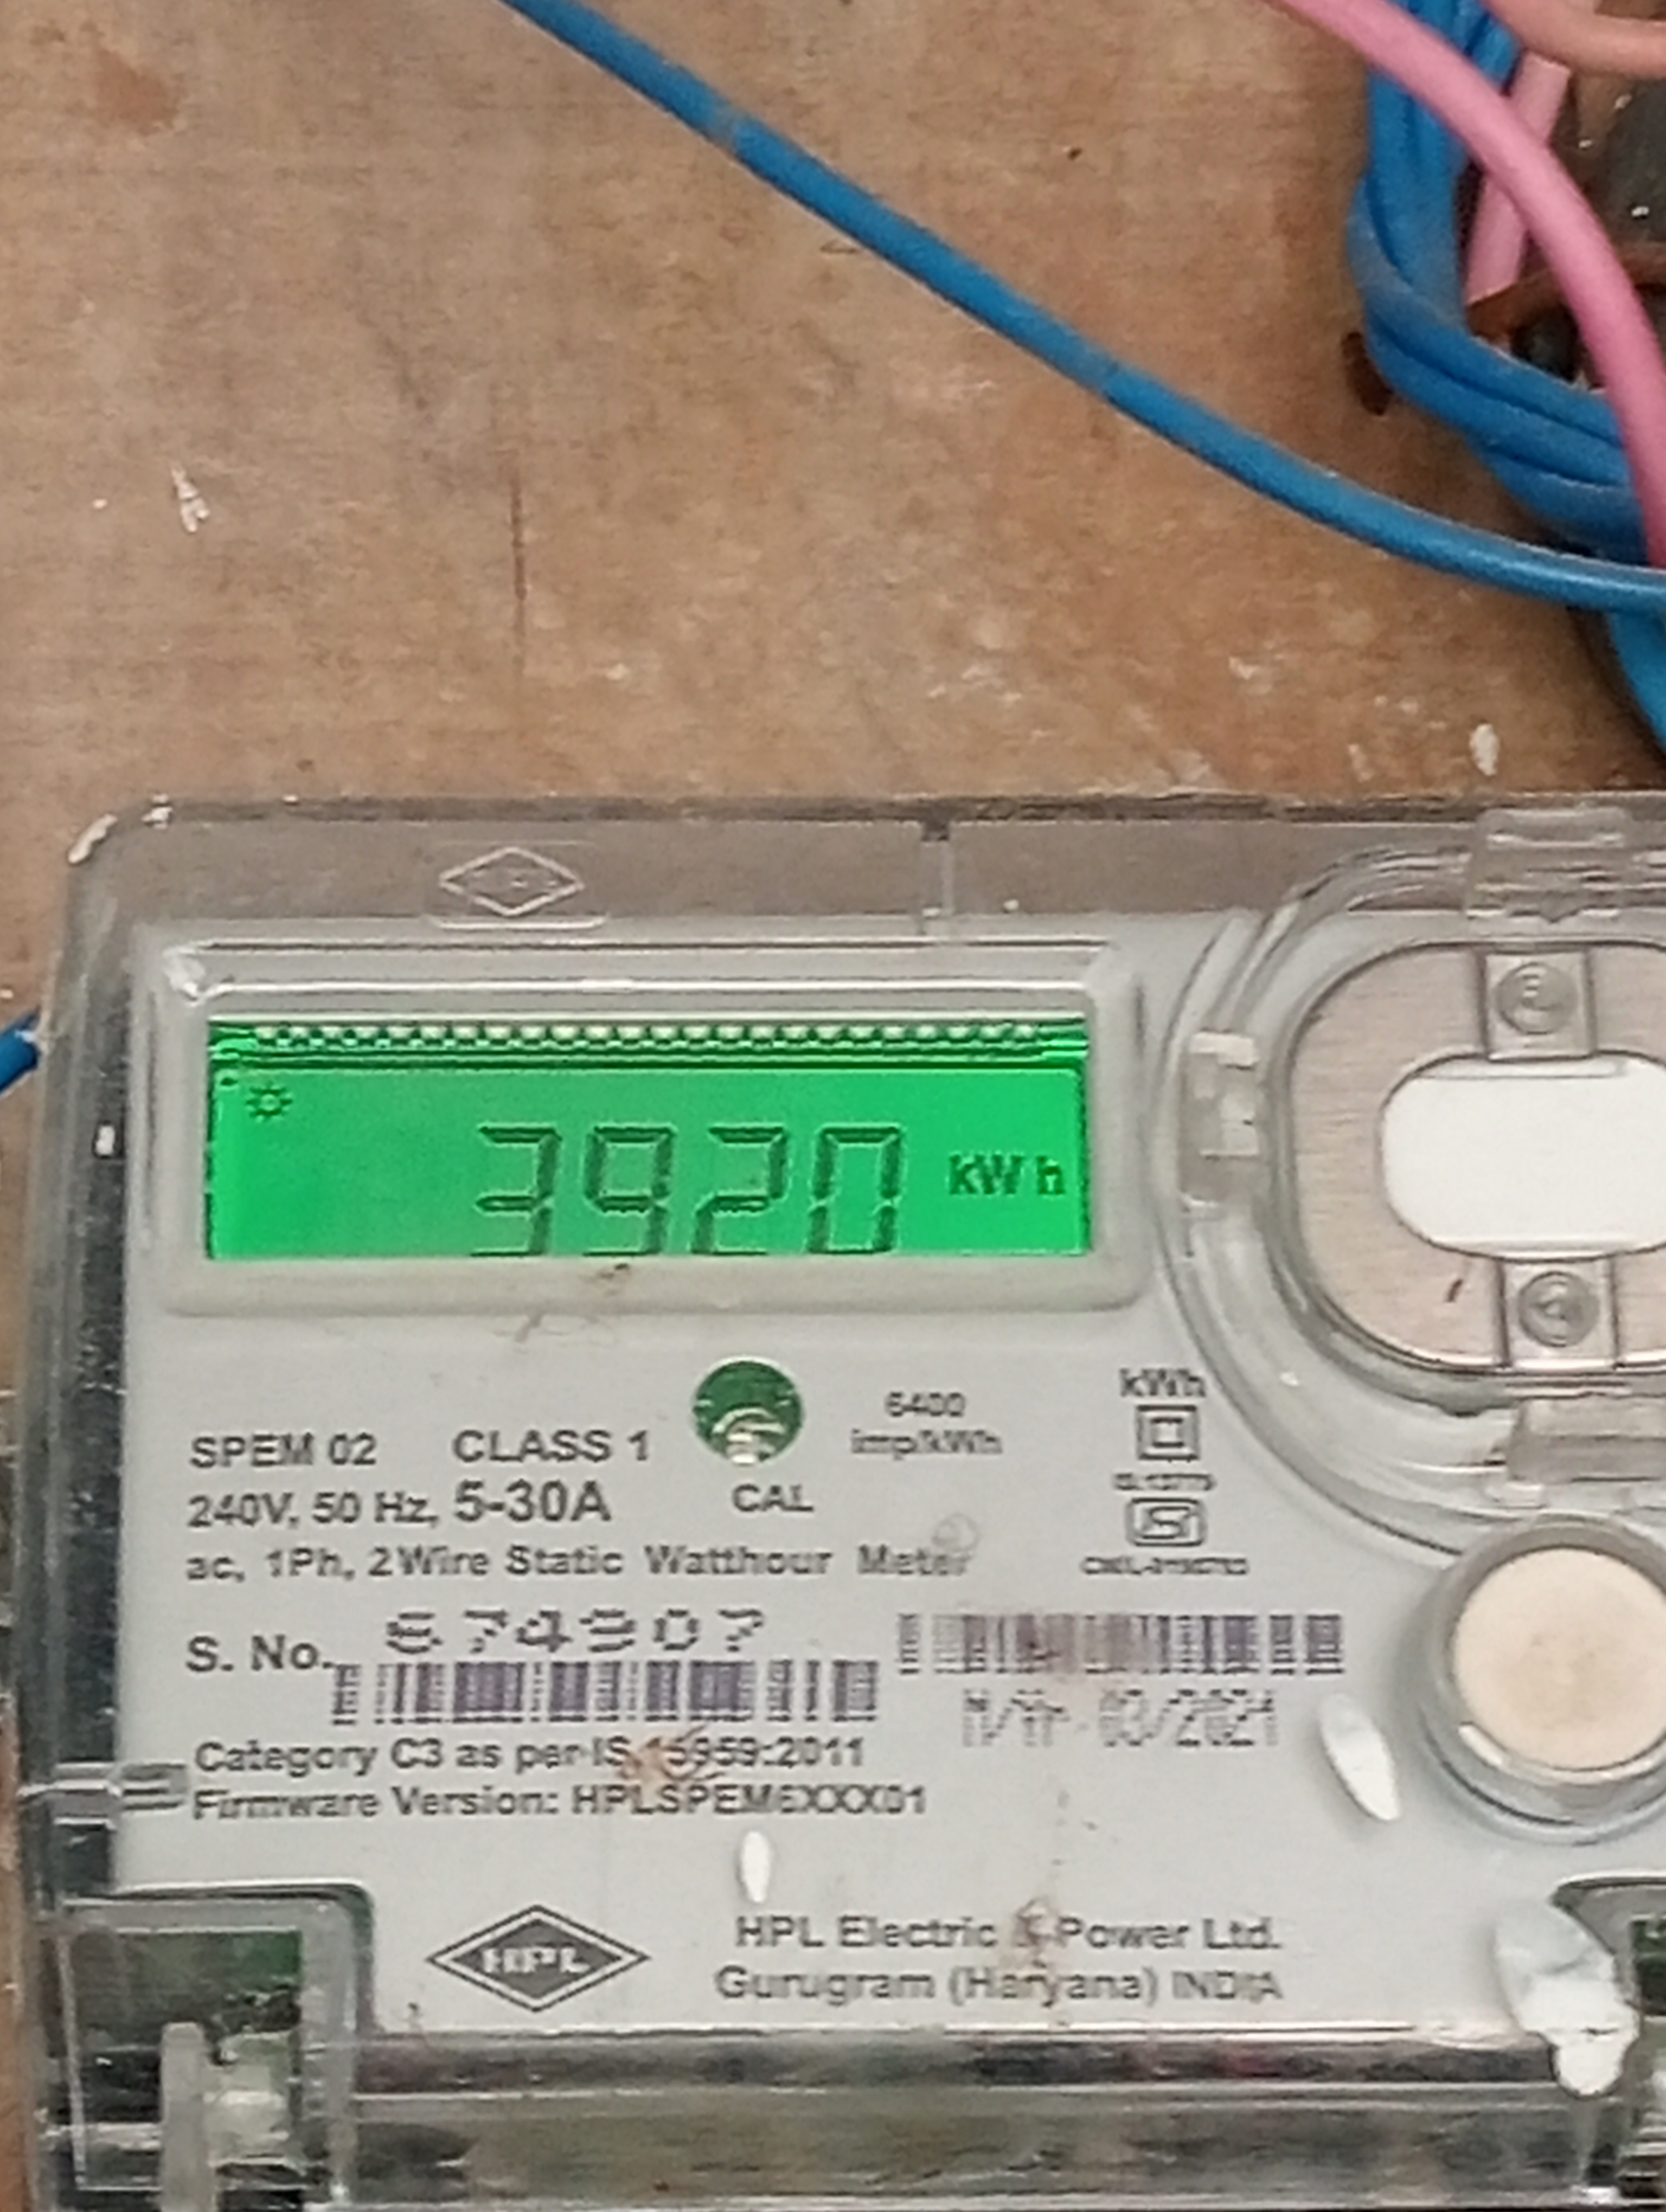 3920 kWh
6400
imp/kWh
kWh
SPEM 02 CLASS 1
240V, 50 Hz, 5-30A
CAL
ac, 1Ph, 2Wire Static Watthour Meter
S. No. 674907
03/2021
Category C3 as per IS 15959:2011
Firmware Version: HPLSPEM6XXX01
HPL
HPL Electric & Power Ltd.
Gurugram (Haryana) INDIA